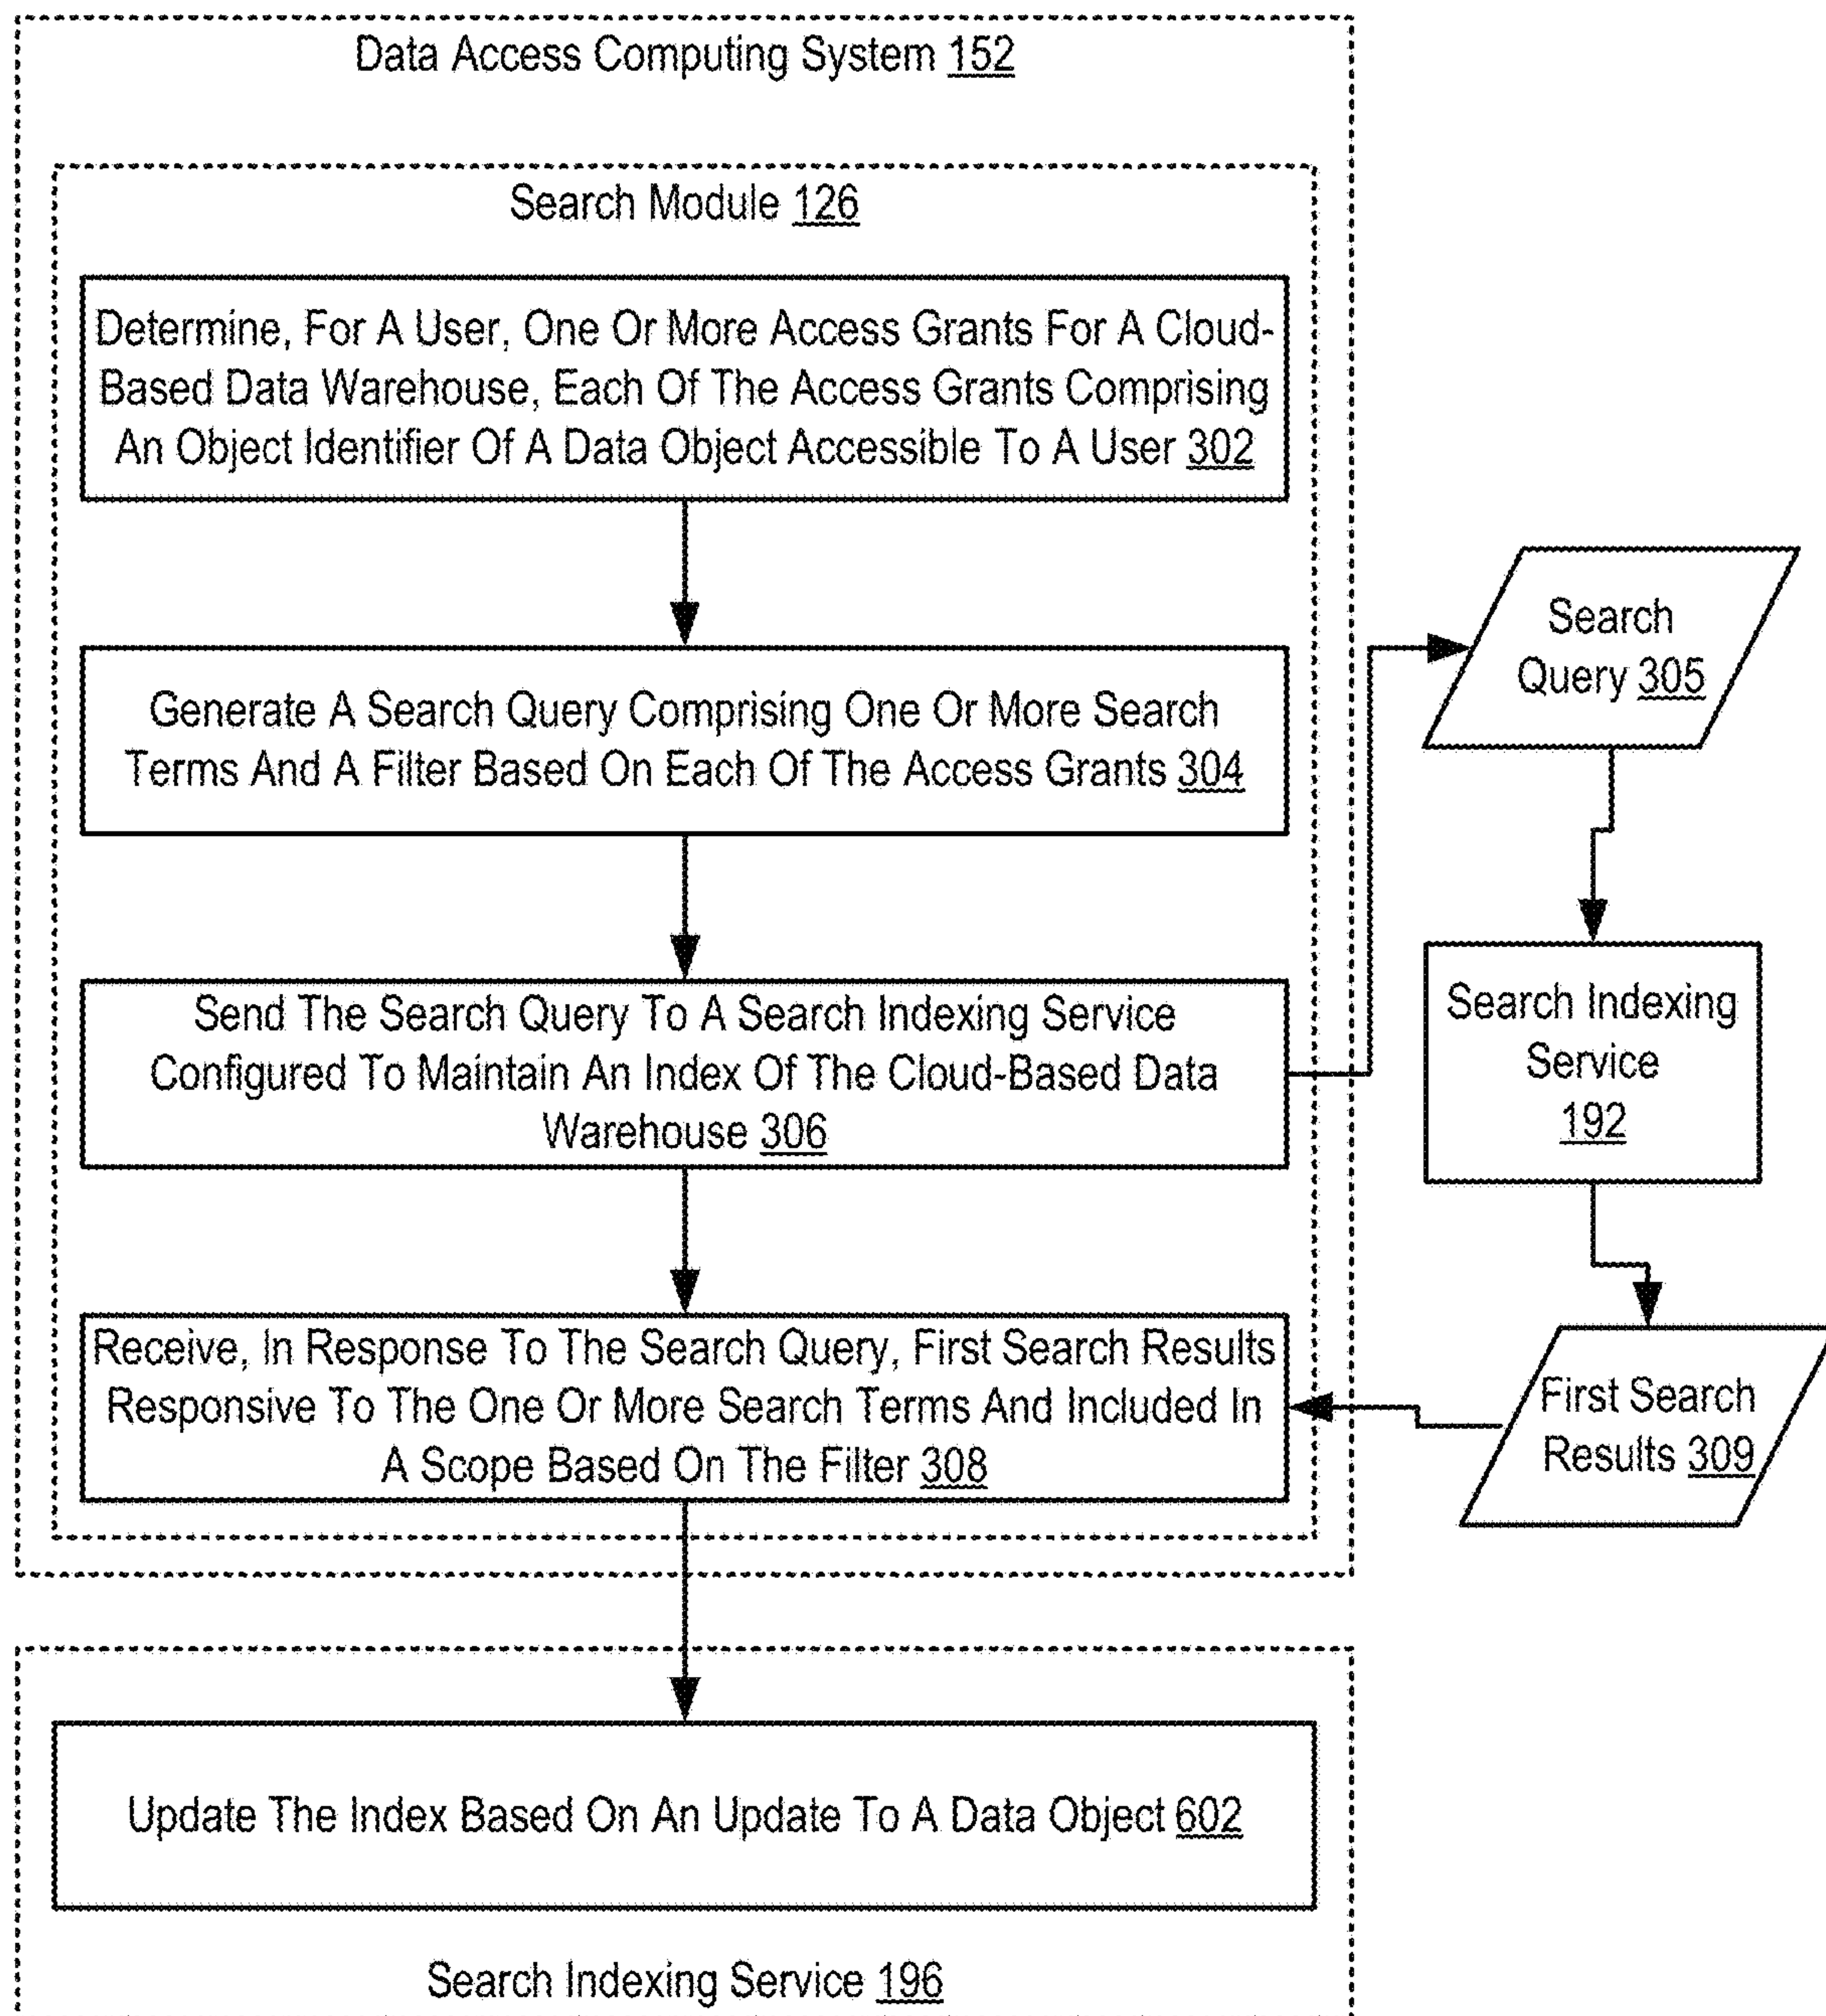 Data Access Computing System 152
Search Module 126
Determine, For A User, One Or More Access Grants For A Cloud-
Based Data Warehouse, Each Of The Access Grants Comprising
An Object Identifier Of A Data Object Accessible To A User 302
Generate A Search Query Comprising One Or More Search
Terms And A Filter Based On Each Of The Access Grants 304
Search
Query 305
Send The Search Query To A Search Indexing Service
Configured To Maintain An Index Of The Cloud-Based Data
Warehouse 306
Search Indexing
Service
192
Receive, In Response To The Search Query, First Search Results
Responsive To The One Or More Search Terms And Included In
A Scope Based On The Filter 308
First Search
Results 309
Update The Index Based On An Update To A Data Object 602
Search Indexing Service 196